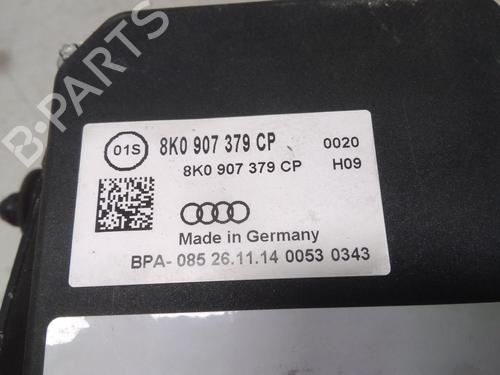 B-PARTS
01S 8K0 907 379 CP 0020
8K0 907 379 CP H09
Made in Germany
BPA- 085 26.11.14 0053 0343